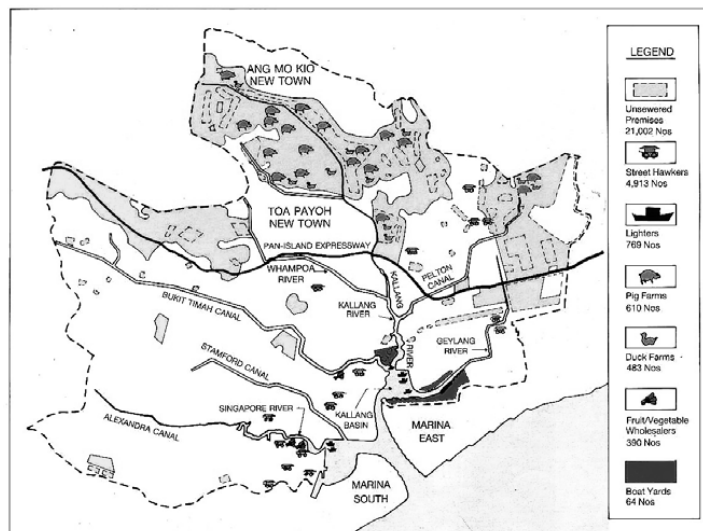 ANG MO KIO
NEW TOWN
TOA PAYOH
NEW TOWN
PAN-ISLAND EXPRESSWAY
WHAMPOA
RIVER
BUKIT TIMAH CANAL
KALLANG
PELTON
CANAL
KALLANG
RIVER
RIVER
GEYLANG
RIVER
STAMFORD CANAL
SINGAPORE RIVER
KALLANG
BASIN
ALEXANDRA CANAL
MARINA
EAST
MARINA
SOUTH
LEGEND
Unsewered
Premises
21,002 Nos
Street Hawkers
4,913 Nos
Lighters
769 Nos
Pig Farms
610 Nos
Duck Farms
483 Nos
Fruit/Vegetable
Wholesalers
390 Nos
Boat Yards
64 Nos